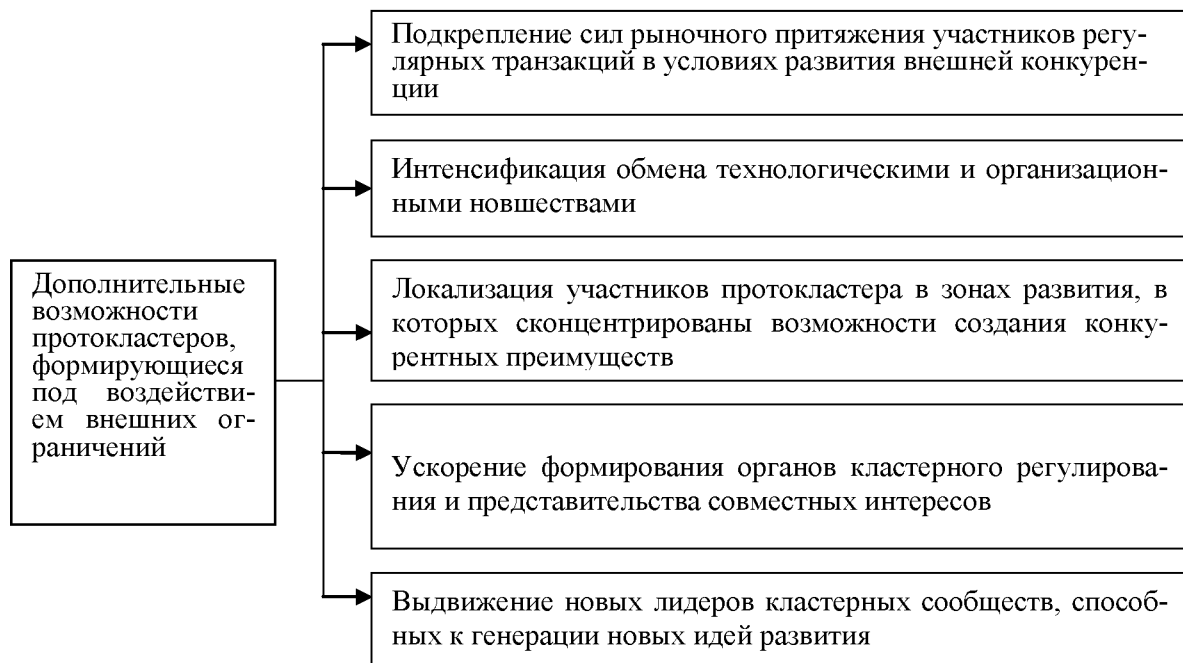 Дополнительные
возможности
протокластеров,
формирующиеся
под воздействи-
ем внешних ог-
раничений
Подкрепление сил рыночного притяжения участников регу-
лярных транзакций в условиях развития внешней конкурен-
ции
Интенсификация обмена технологическими и организацион-
ными новшествами
Локализация участников протокластера в зонах развития, в
которых сконцентрированы возможности создания конку-
рентных преимуществ
Ускорение формирования органов кластерного регулирова-
ния и представительства совместных интересов
Выдвижение новых лидеров кластерных сообществ, способ-
ных к генерации новых идей развития